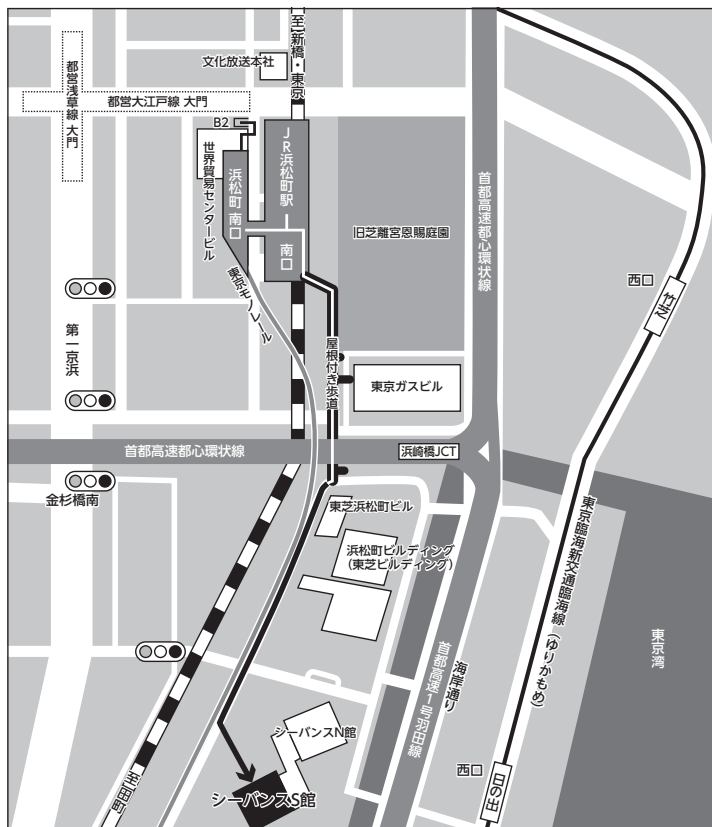 至新橋・東京
文化放送本社
都営浅草線 大門
都営大江戸線 大門
B2
世界貿易センタービル
浜松町 南口
JR浜松町駅
南口
旧芝離宮恩賜庭園
首都高速都心環状線
西口
竹芝
東京モノレール
第一京浜
屋根付き歩道
東京ガスビル
首都高速都心環状線
浜崎橋JCT
金杉橋南
東芝浜松町ビル
浜松町ビルディング
(東芝ビルディング)
東京臨海新交通臨海線(ゆりかもめ)
東京湾
海岸通り
首都高速1号羽田線
シーバンスN館
西口
日の出
至田町
シーバンスS館